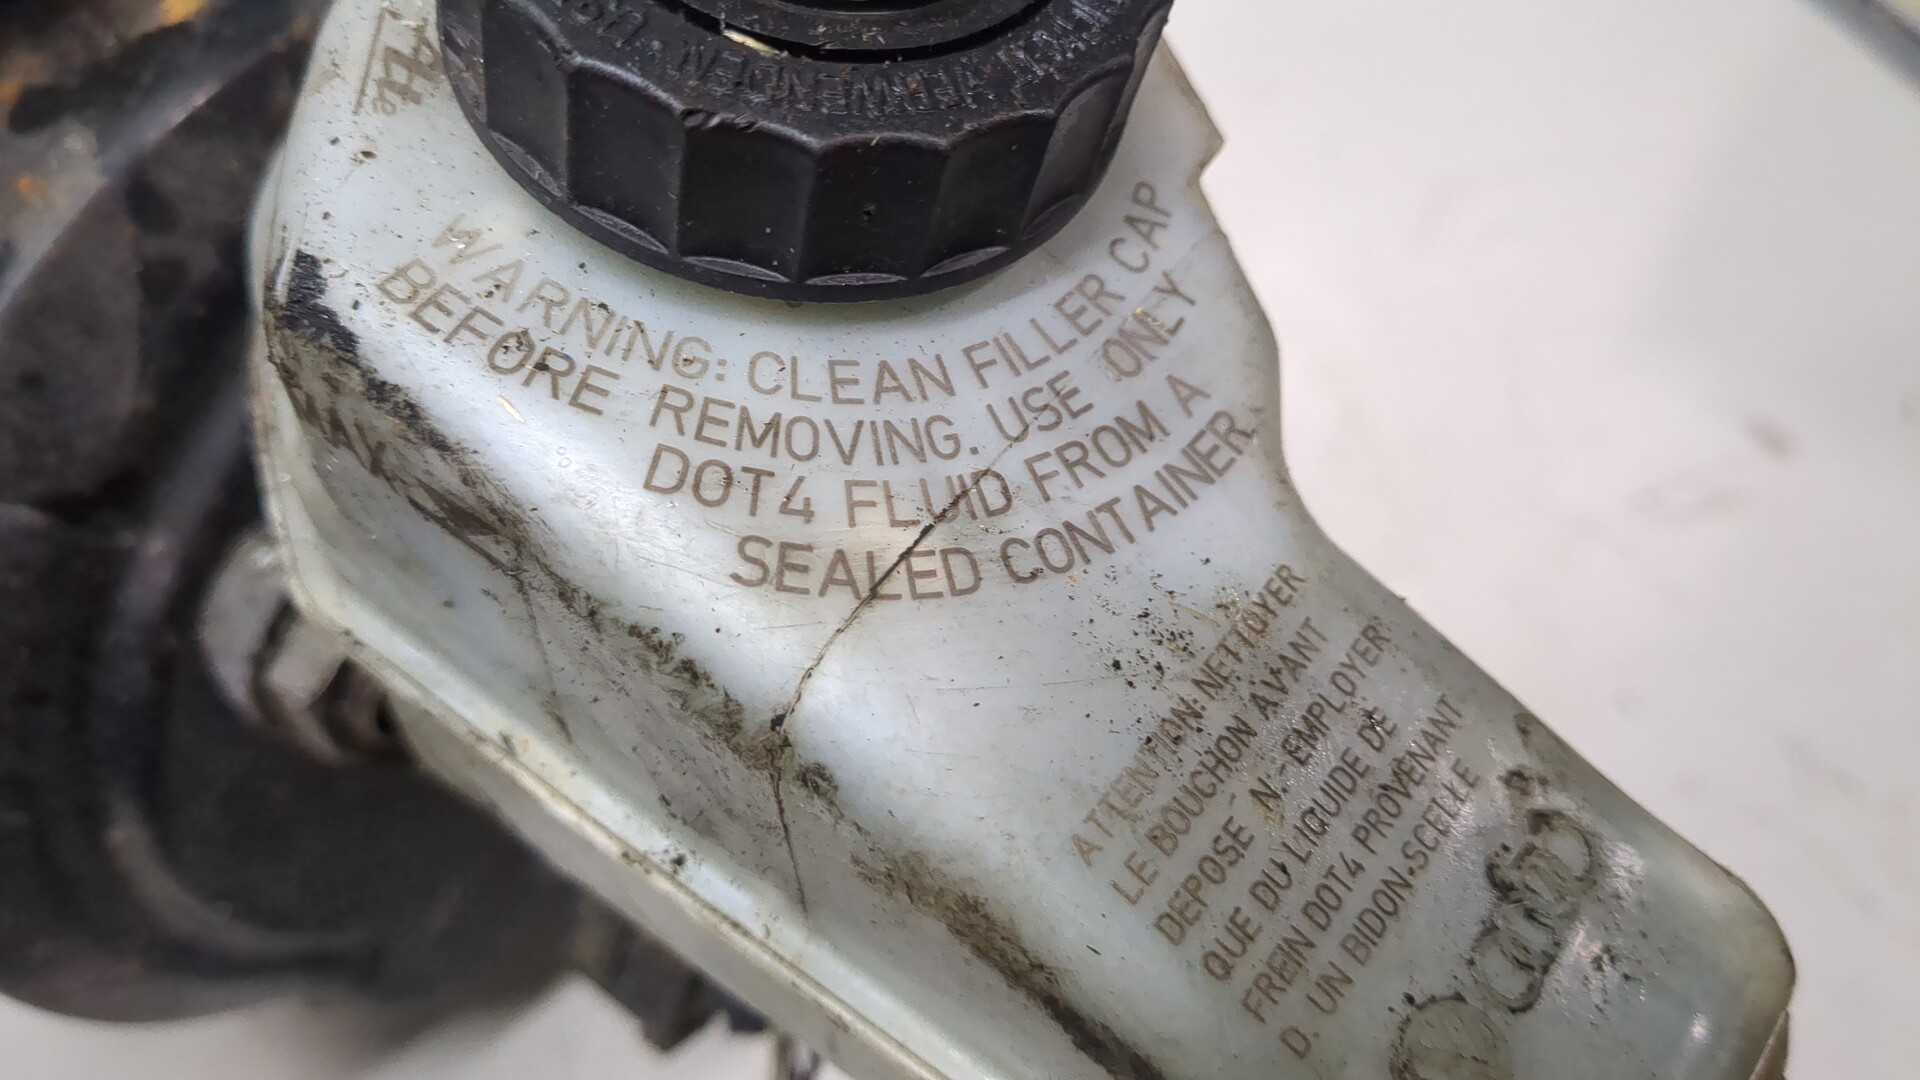 VERWENDEN
WARNING: CLEAN FILLER CAP
BEFORE REMOVING. USE ONLY
DOT4 FLUID FROM A
SEALED CONTAINER.
ATTENTION: NETTOYER
LE BOUCHON AVANT
DEPOSE N-EMPLOYER
QUE DU LIQUIDE DE
FREIN DOT4 PROVENANT
D. UN BIDON-SCELLE